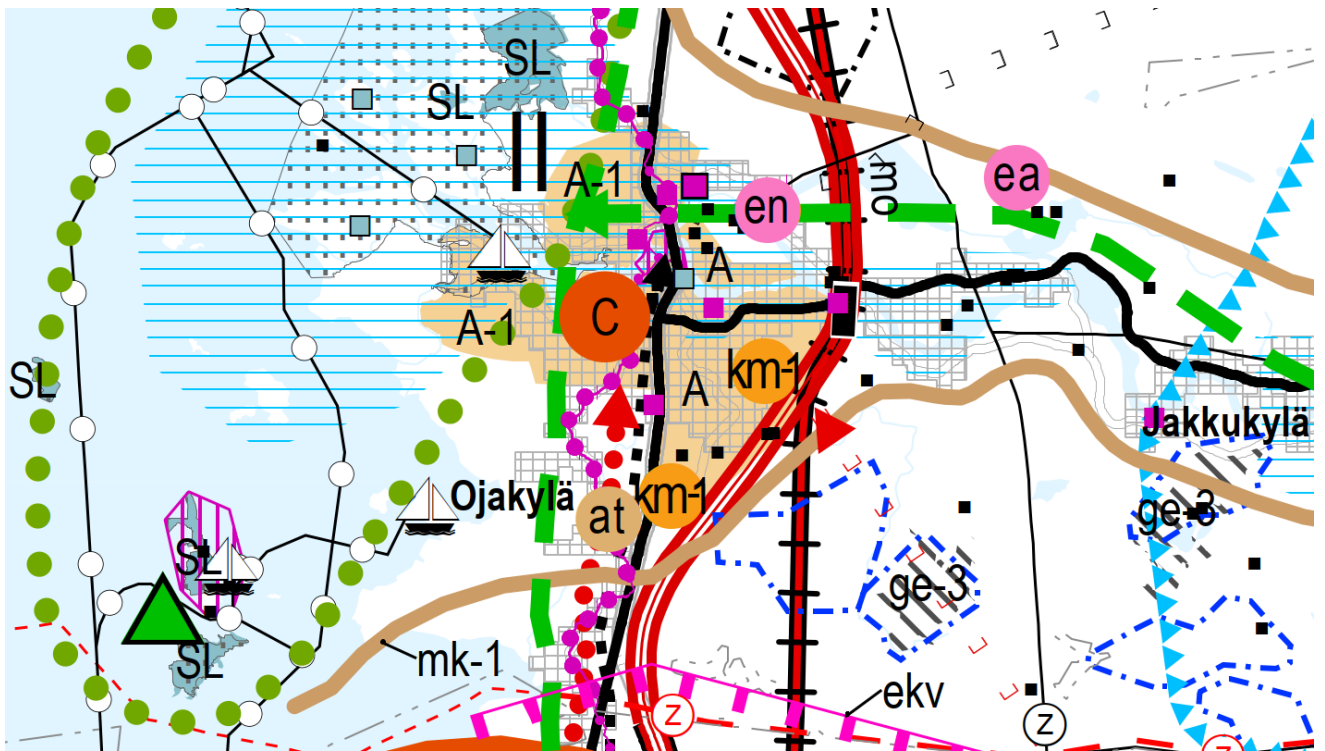 SL
SL
A-1
en
mo
ea
A
C
A-1
km-1
SL
A
Jakkukylä
Ojakylä
at
km-1
ge-3
SL
ge-3
SL
mk-1
ekv
z
z
z